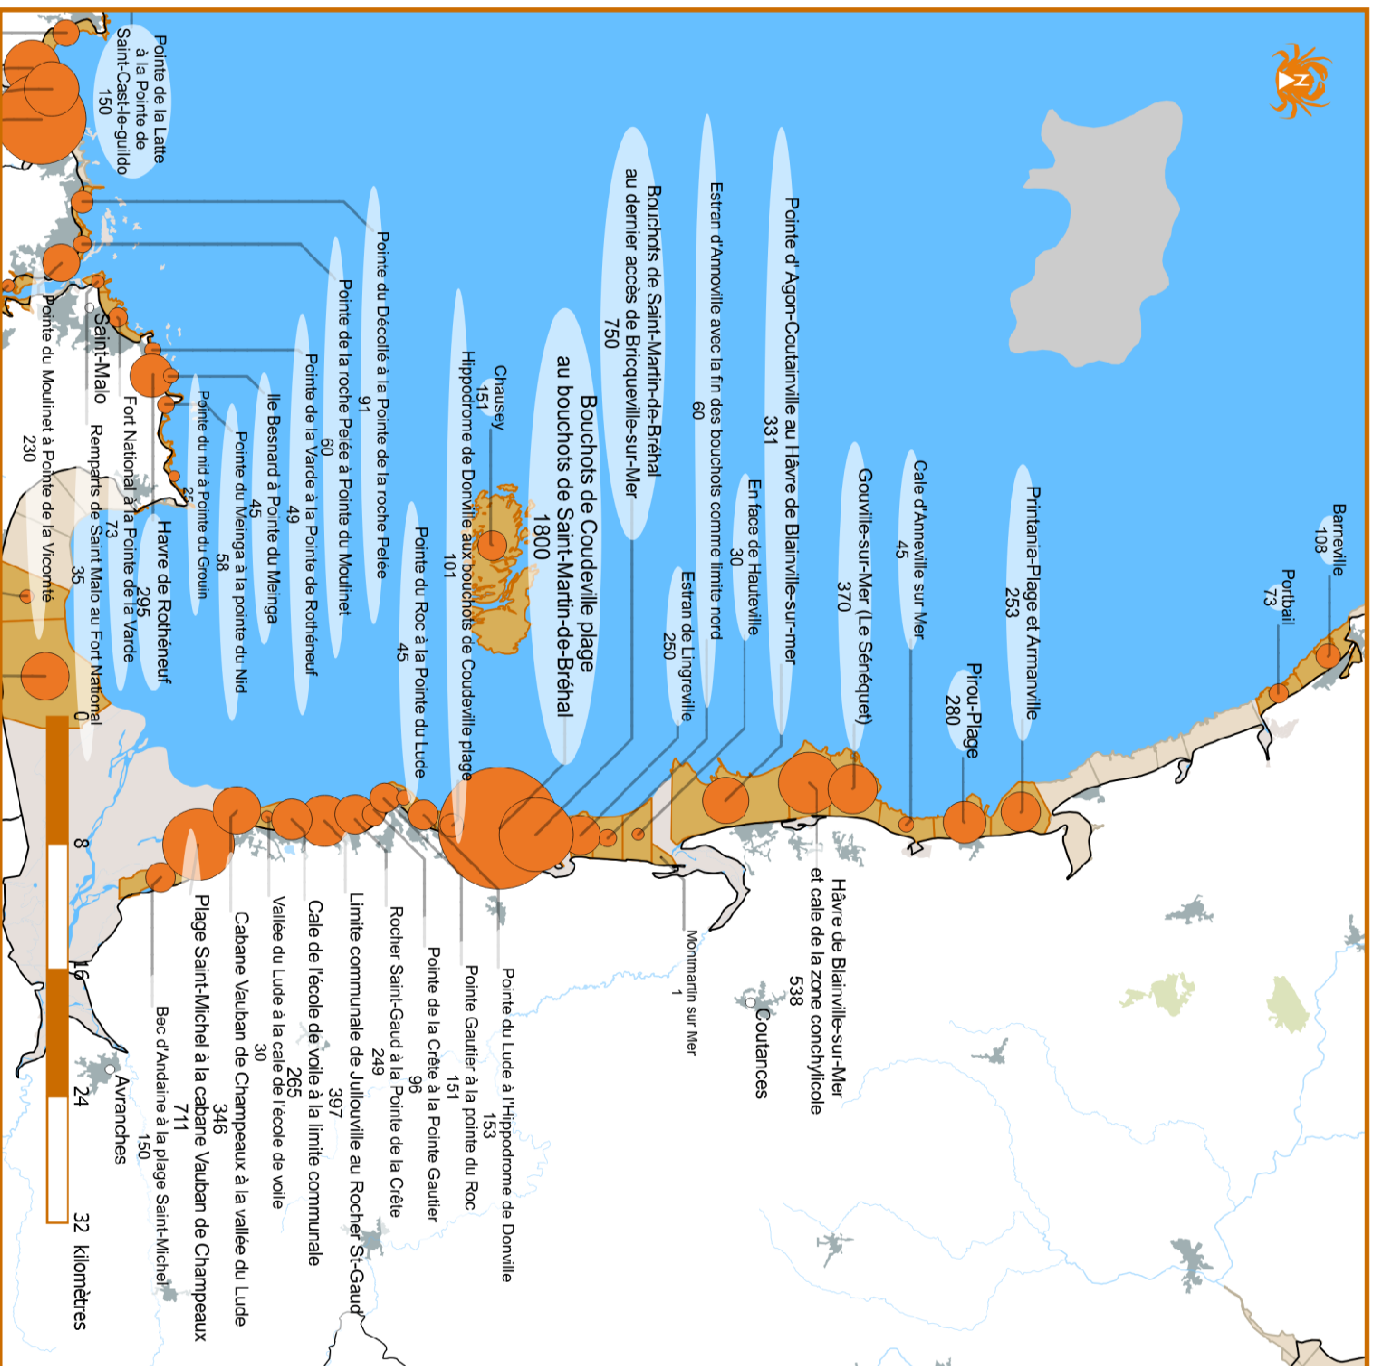 Barneville
108
Portbail
73
Printania-Plage et Armanville
253
Pirou-Plage
280
Cale d'Anneville sur Mer
45
Gouville-sur-Mer (Le Sénéquet)
370
Hâvre de Blainville-sur-Mer
et cale de la zone conchylicole
538
Pointe d' Agon-Coutainville au Hâvre de Blainville-sur-mer
331
Coutances
En face de Hauteville
30
Estran d'Annoville avec la fin des bouchots comme limite nord
60
Montmartin sur Mer
1
Estran de Lingreville
250
Bouchots de Saint-Martin-de-Bréhal
au dernier accès de Bricqueville-sur-Mer
750
Bouchots de Coudeville plage
au bouchots de Saint-Martin-de-Bréhal
1800
Chausey
151
Hippodrome de Donville aux bouchots de Coudeville plage
101
Pointe du Lude à l'Hippodrome de Donville
153
Pointe Gautier à la pointe du Roc
151
Pointe du Roc à la Pointe du Lude
45
Pointe de la Crête à la Pointe Gautier
96
Rocher Saint-Gaud à la Pointe de la Crête
249
Limite communale de Jullouville au Rocher St-Gaud
397
Cale de l'école de voile à la limite communale
265
Vallée du Lude à la cale de l'école de voile
30
Cabane Vauban de Champeaux à la vallée du Lude
346
Plage Saint-Michel à la cabane Vauban de Champeaux
711
Bec d'Andaine à la plage Saint-Michel
150
Avranches
Pointe du Décollé à la Pointe de la roche Pelée
91
Pointe de la roche Pelée à Pointe du Moulinet
60
Pointe de la Varde à la Pointe de Rothéneuf
49
Ile Besnard à Pointe du Meinga
45
Pointe du Meinga à la pointe du Nid
58
Pointe du nid à Pointe du Grouin
25
Havre de Rothéneuf
295
Pointe de la Latte
à la Pointe de
Saint-Cast-le-guildo
150
Fort National à la Pointe de la Varde
73
Saint-Malo
Remparts de Saint Malo au Fort National
35
Pointe du Moulinet à Pointe de la Vicomté
230
0 8 16 24 32 kilomètres
N